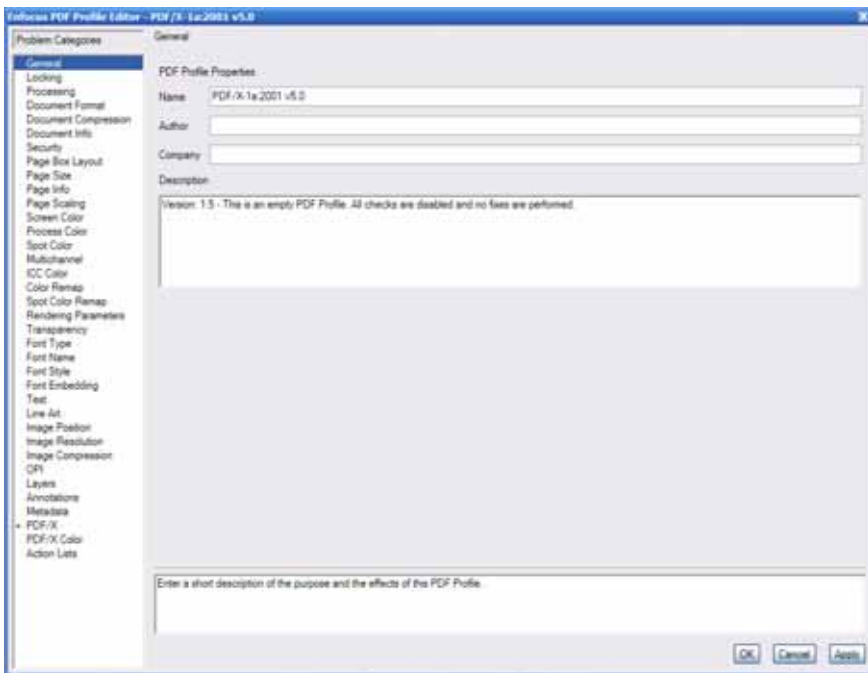 Enfocus PDF Profile Editor - PDF/X-1a:2001 v5.0
Problem Categories
General
Locking
Processing
Document Format
Document Compression
Document Info
Security
Page Box Layout
Page Size
Page Info
Page Scaling
Screen Color
Process Color
Spot Color
Multichannel
ICC Color
Color Remap
Spot Color Remap
Rendering Parameters
Transparency
Font Type
Font Name
Font Style
Font Embedding
Text
Line Art
Image Position
Image Resolution
Image Compression
OPI
Layers
Annotations
Metadata
PDF/X
PDF/X Color
Action Lists
General
PDF Profile Properties
Name PDF/X-1a:2001 v5.0
Author
Company
Description
Version: 1.5 - This is an empty PDF Profile. All checks are disabled and no fixes are performed.
Enter a short description of the purpose and the effects of this PDF Profile.
OK Cancel Apply